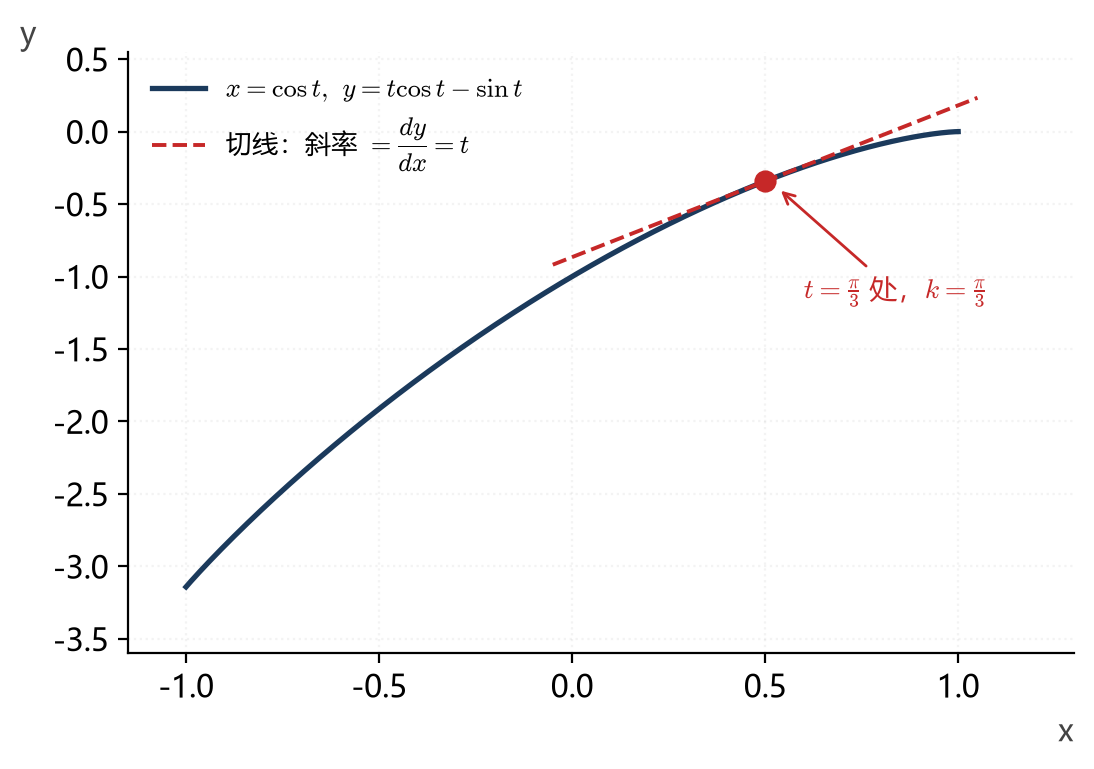 y
0.5
0.0
-0.5
-1.0
-1.5
-2.0
-2.5
-3.0
-3.5
x = cos t, y = t cos t − sin t
切线：斜率 = dy/dx = t
t = π/3 处，k = π/3
-1.0 -0.5 0.0 0.5 1.0
x